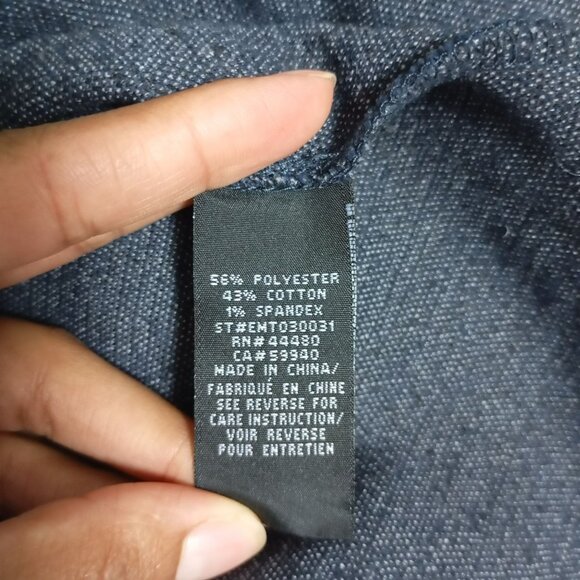 56% POLYESTER
43% COTTON
1% SPANDEX
ST#EMT030031
RN#44480
CA#59940
MADE IN CHINA/
FABRIQUÉ EN CHINE
SEE REVERSE FOR
CARE INSTRUCTION/
VOIR REVERSE
POUR ENTRETIEN